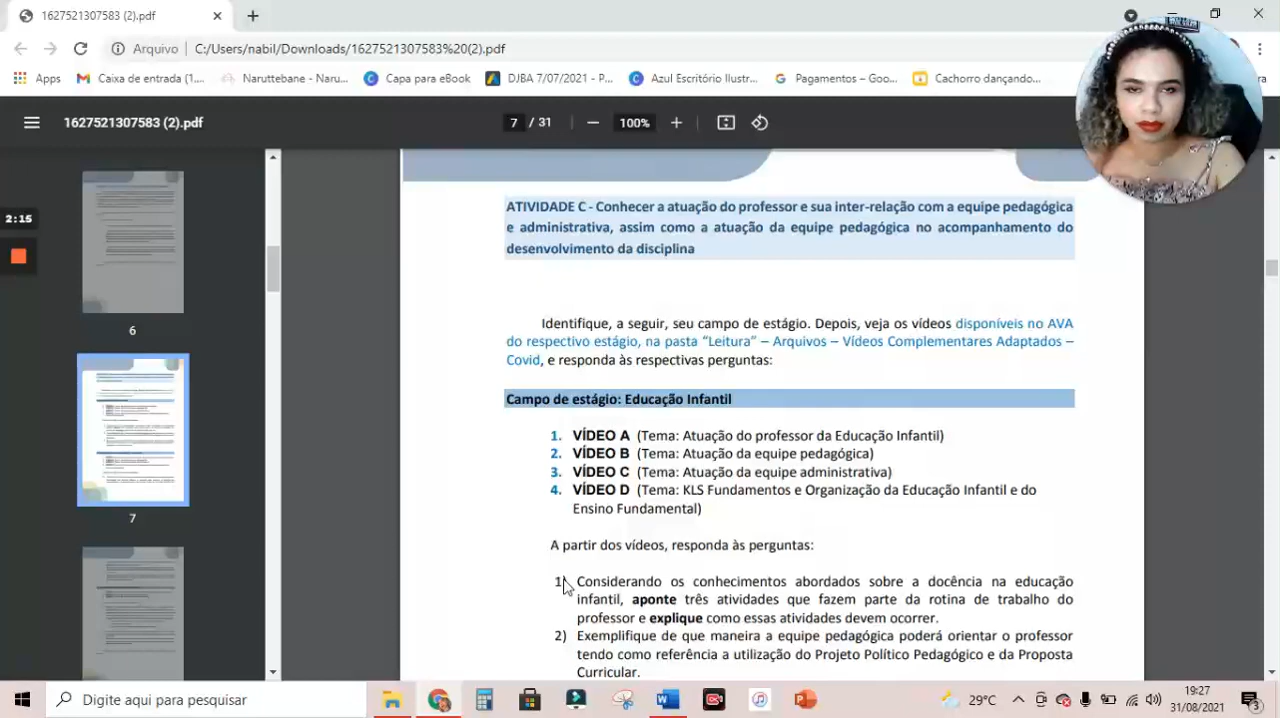 1627521307583 (2).pdf
Arquivo
C:/Users/nabil/Downloads/1627521307583%20(2).pdf
Apps
Caixa de entrada (1,...
Naruttebane - Naru...
Capa para eBook
DJBA 7/07/2021 - P...
Azul Escritório Ilustr...
Pagamentos – Goo...
Cachorro dançando...
1627521307583 (2).pdf
7 / 31
100%
2:15
6
7
ATIVIDADE C - Conhecer a atuação do professor e sua inter-relação com a equipe pedagógica
e administrativa, assim como a atuação da equipe pedagógica no acompanhamento do
desenvolvimento da disciplina
Identifique, a seguir, seu campo de estágio. Depois, veja os vídeos disponíveis no AVA
do respectivo estágio, na pasta “Leitura” – Arquivos – Vídeos Complementares Adaptados –
Covid, e responda às respectivas perguntas:
Campo de estágio: Educação Infantil
1. VÍDEO A (Tema: Atuação do professor da Educação Infantil)
2. VÍDEO B (Tema: Atuação da equipe pedagógica)
3. VÍDEO C (Tema: Atuação da equipe administrativa)
4. VÍDEO D (Tema: KLS Fundamentos e Organização da Educação Infantil e do
Ensino Fundamental)
A partir dos vídeos, responda às perguntas:
1) Considerando os conhecimentos abordados sobre a docência na educação
infantil, aponte três atividades que fazem parte da rotina de trabalho do
professor e explique como essas atividades devem ocorrer.
2) Exemplifique de que maneira a equipe pedagógica poderá orientar o professor
tendo como referência a utilização do Projeto Político Pedagógico e da Proposta
Curricular.
Digite aqui para pesquisar
29°C
19:27
31/08/2021
3